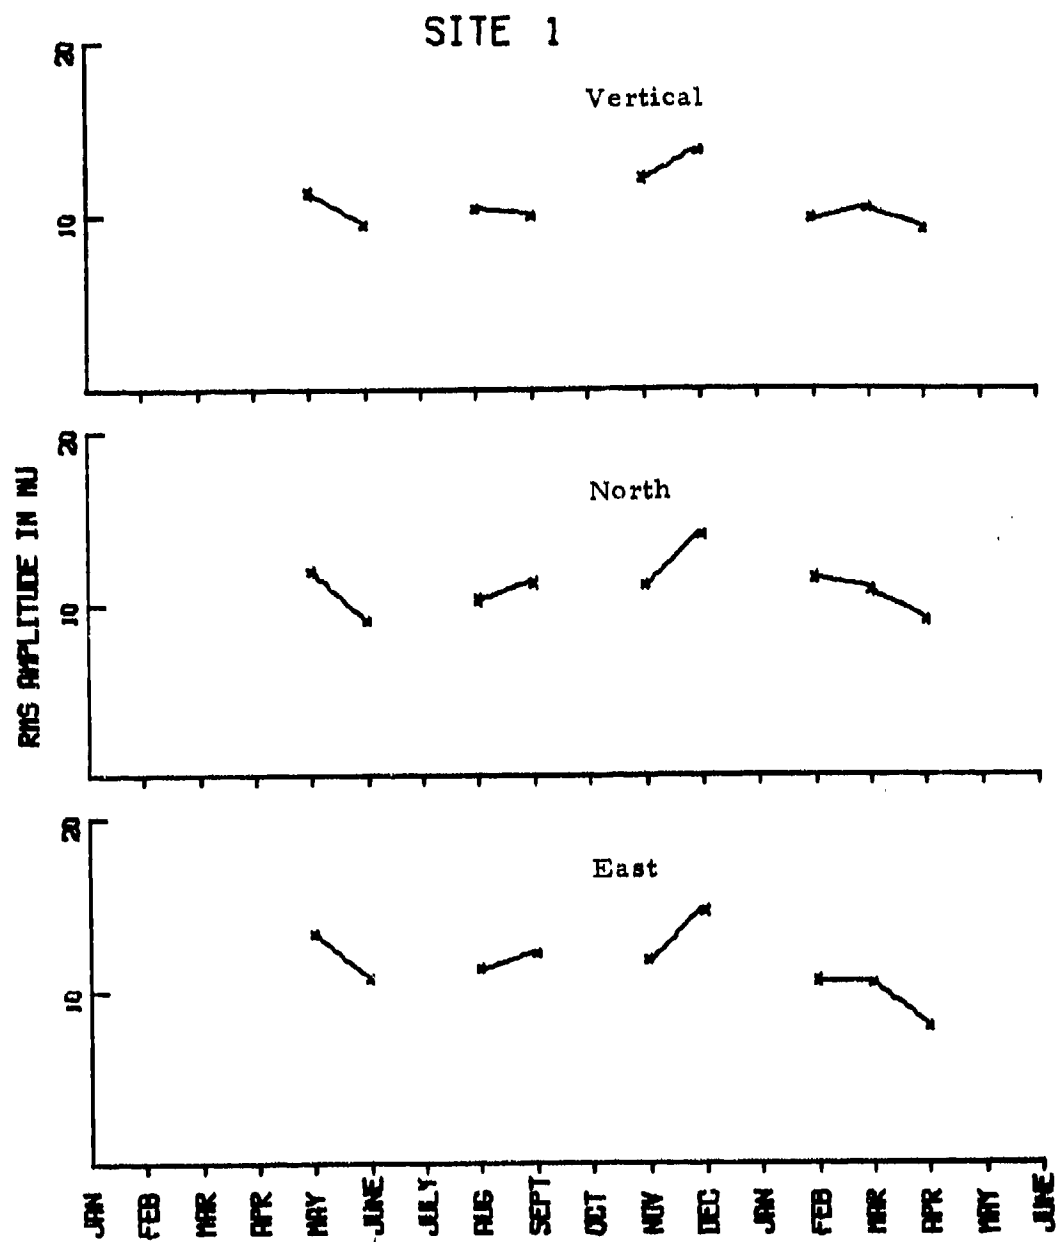 SITE 1
20
Vertical
10
20
North
RMS AMPLITUDE IN MU
10
20
East
10
JAN FEB MAR APR MAY JUNE JULY AUG SEPT OCT NOV DEC JAN FEB MAR APR MAY JUNE